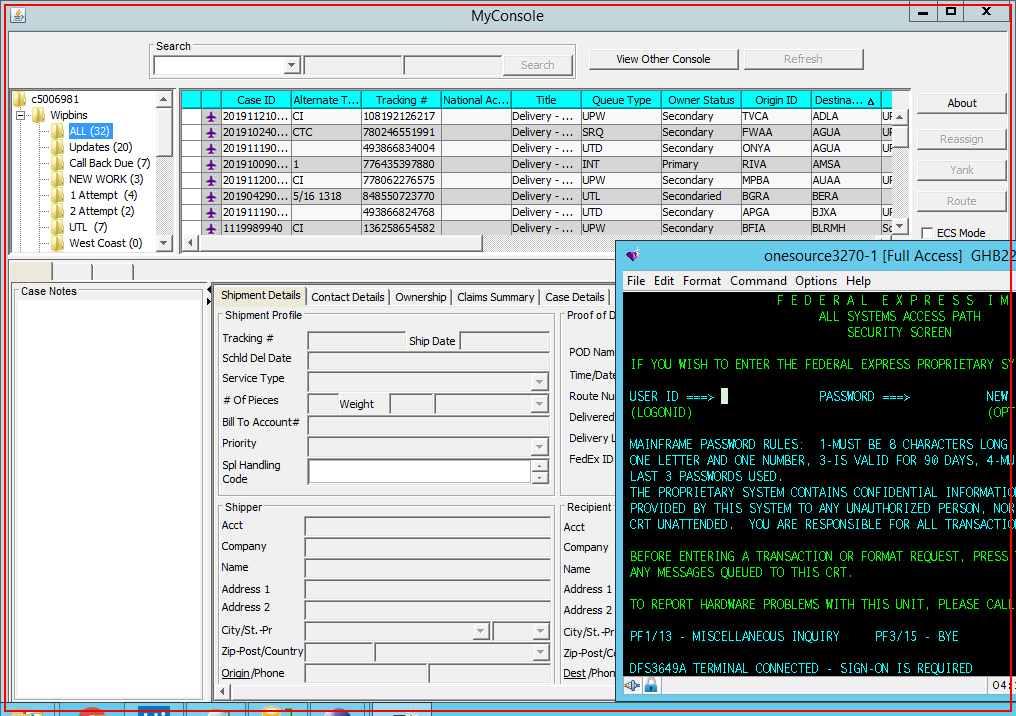 MyConsole
Search
Search
View Other Console
Refresh
c5006981
Wipbins
ALL (32)
Updates (20)
Call Back Due (7)
NEW WORK (3)
1 Attempt (4)
2 Attempt (2)
UTL (7)
West Coast (0)
Case ID Alternate T... Tracking # National Ac... Title Queue Type Owner Status Origin ID Destina...
201911210... CI 108192126217 Delivery - ... UPW Secondary TVCA ADLA UF
201910240... CTC 780246551991 Delivery - ... SRQ Secondary FWAA AGUA
201911190... 493866834004 Delivery - ... UTD Secondary ONYA AGUA UF
201910090... 1 776435397880 Delivery - ... INT Primary RIVA AMSA
201911200... CI 778062276575 Delivery - ... UPW Secondary MPBA AUAA UF
201904290... 5/16 1318 848550723770 Delivery - ... UTL Secondaried BGRA BERA
201911190... 493866824768 Delivery - ... UTD Secondary APGA BJXA UF
1119989940 CI 136258654582 Delivery - ... UPW Secondary BFIA BLRMH Sc
About
Reassign
Yank
Route
ECS Mode
Case Notes
Shipment Details Contact Details Ownership Claims Summary Case Details
Shipment Profile
Tracking # Ship Date
Schld Del Date
Service Type
# Of Pieces Weight
Bill To Account#
Priority
Spl Handling
Code
Proof of D
POD Nam
Time/Date
Route Nu
Delivered
Delivery L
FedEx ID
Shipper
Acct
Company
Name
Address 1
Address 2
City/St.-Pr
Zip-Post/Country
Origin/Phone
Recipient
Acct
Company
Name
Address 1
Address 2
City/St.-Pr
Zip-Post/Co
Dest/Phon
onesource3270-1 [Full Access] GHB22
File Edit Format Command Options Help
F E D E R A L E X P R E S S I M
ALL SYSTEMS ACCESS PATH
SECURITY SCREEN
IF YOU WISH TO ENTER THE FEDERAL EXPRESS PROPRIETARY SY
USER ID ===> PASSWORD ===> NEW
(LOGONID) (OPT
MAINFRAME PASSWORD RULES: 1-MUST BE 8 CHARACTERS LONG
ONE LETTER AND ONE NUMBER, 3-IS VALID FOR 90 DAYS, 4-MU
LAST 3 PASSWORDS USED.
THE PROPRIETARY SYSTEM CONTAINS CONFIDENTIAL INFORMATIO
PROVIDED BY THIS SYSTEM TO ANY UNAUTHORIZED PERSON, NOR
CRT UNATTENDED. YOU ARE RESPONSIBLE FOR ALL TRANSACTIO
BEFORE ENTERING A TRANSACTION OR FORMAT REQUEST, PRESS
ANY MESSAGES QUEUED TO THIS CRT.
TO REPORT HARDWARE PROBLEMS WITH THIS UNIT, PLEASE CALL
PF1/13 - MISCELLANEOUS INQUIRY PF3/15 - BYE
DFS3649A TERMINAL CONNECTED - SIGN-ON IS REQUIRED
04: